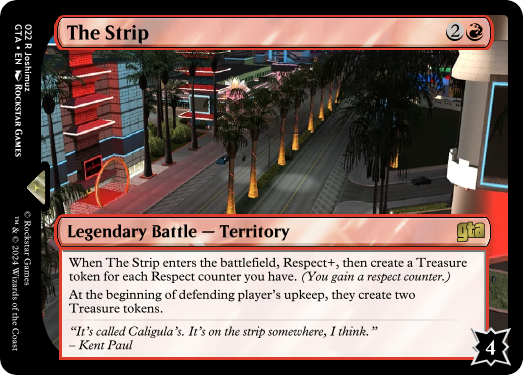 The Strip
2
Legendary Battle — Territory
gta
When The Strip enters the battlefield, Respect+, then create a Treasure
token for each Respect counter you have. (You gain a respect counter.)
At the beginning of defending player's upkeep, they create two
Treasure tokens.
"It's called Caligula's. It's on the strip somewhere, I think."
– Kent Paul
4
022 R Joshimuz
GTA • EN Rockstar Games
© Rockstar Games
™ & © 2024 Wizards of the Coast